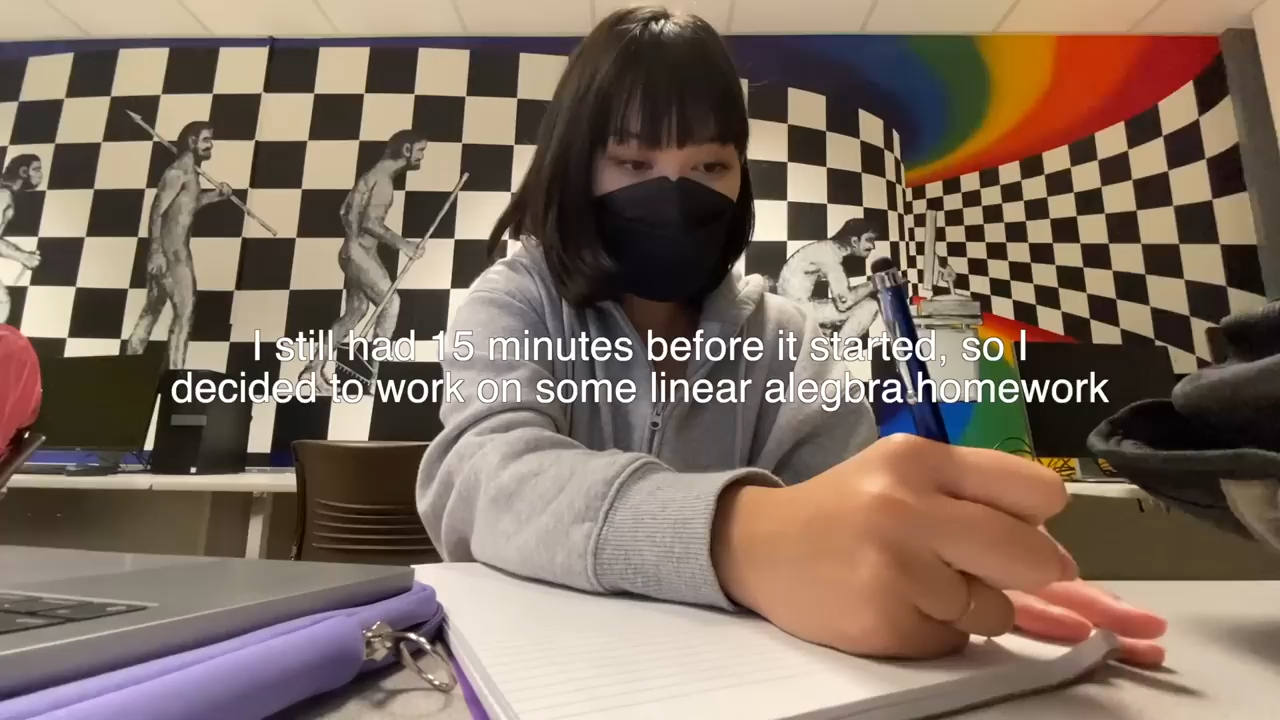 I still had 15 minutes before it started, so I
decided to work on some linear alegbra homework